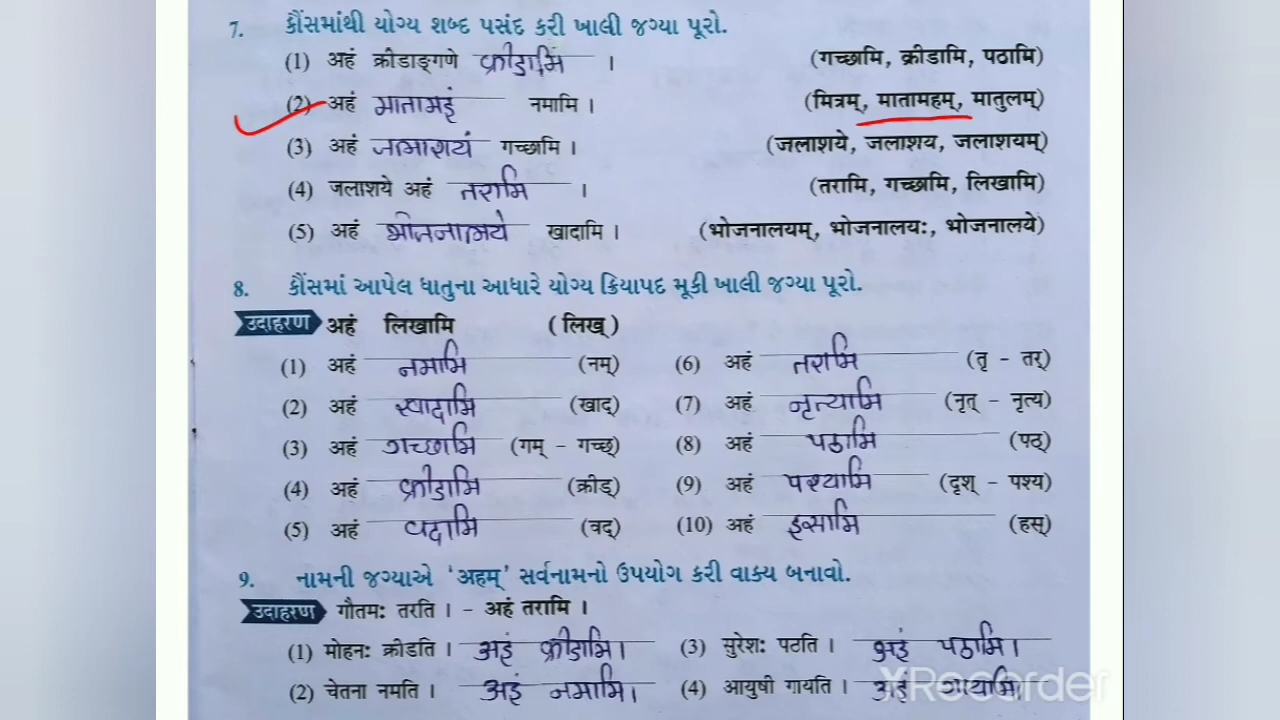 7. કૌંસમાંથી યોગ્ય શબ્દ પસંદ કરી ખાલી જગ્યા પૂરો.
(1) अहं क्रीडाङ्गणे क्रीडामि । (गच्छामि, क्रीडामि, पठामि)
(2) अहं मातामहं नमामि । (मित्रम्, मातामहम्, मातुलम्)
(3) अहं जलाशयं गच्छामि । (जलाशये, जलाशय, जलाशयम्)
(4) जलाशये अहं तरामि । (तरामि, गच्छामि, लिखामि)
(5) अहं भोजनालये खादामि । (भोजनालयम्, भोजनालयः, भोजनालये)
8. કૌંસમાં આપેલ ધાતુના આધારે યોગ્ય ક્રિયાપદ મૂકી ખાલી જગ્યા પૂરો.
उदाहरण अहं लिखामि (लिख्)
(1) अहं नमामि (नम्) (6) अहं तरामि (तृ - तर्)
(2) अहं खादामि (खाद्) (7) अहं नृत्यामि (नृत् - नृत्य)
(3) अहं गच्छामि (गम् - गच्छ्) (8) अहं पठामि (पठ्)
(4) अहं क्रीडामि (क्रीड्) (9) अहं पश्यामि (दृश् - पश्य)
(5) अहं वदामि (वद्) (10) अहं हसामि (हस्)
9. નામની જગ્યાએ 'अहम्' સર્વનામનો ઉપયોગ કરી વાક્ય બનાવો.
उदाहरण गौतमः तरति । - अहं तरामि ।
(1) मोहनः क्रीडति । अहं क्रीडामि । (3) सुरेशः पठति । अहं पठामि ।
(2) चेतना नमति । अहं नमामि । (4) आयुषी गायति । अहं गायामि ।
XRecorder